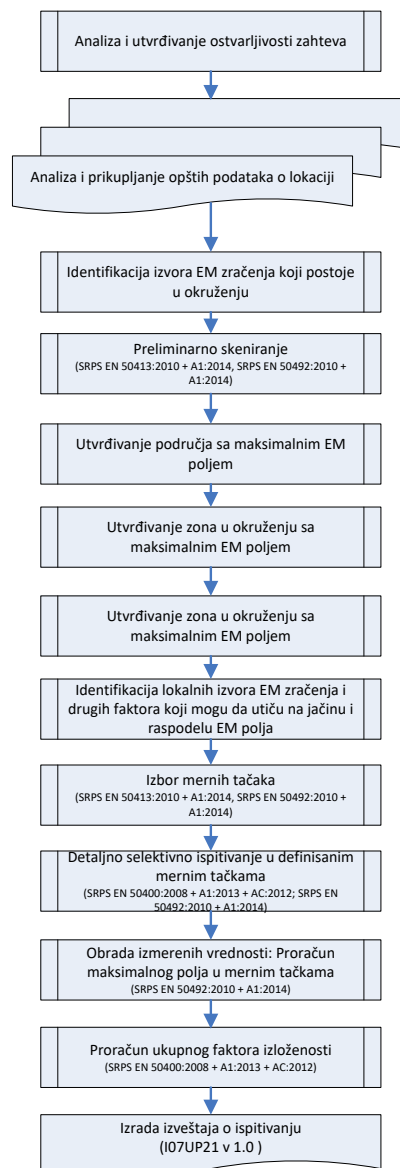 Analiza i utvrđivanje ostvarljivosti zahteva
Analiza i prikupljanje opštih podataka o lokaciji
Identifikacija izvora EM zračenja koji postoje
u okruženju
Preliminarno skeniranje
(SRPS EN 50413:2010 + A1:2014, SRPS EN 50492:2010 +
A1:2014)
Utvrđivanje područja sa maksimalnim EM
poljem
Utvrđivanje zona u okruženju sa
maksimalnim EM poljem
Utvrđivanje zona u okruženju sa
maksimalnim EM poljem
Identifikacija lokalnih izvora EM zračenja i
drugih faktora koji mogu da utiču na jačinu i
raspodelu EM polja
Izbor mernih tačaka
(SRPS EN 50413:2010 + A1:2014, SRPS EN 50492:2010 +
A1:2014)
Detaljno selektivno ispitivanje u definisanim
mernim tačkama
(SRPS EN 50400:2008 + A1:2013 + AC:2012; SRPS EN
50492:2010 + A1:2014)
Obrada izmerenih vrednosti: Proračun
maksimalnog polja u mernim tačkama
(SRPS EN 50492:2010 + A1:2014)
Proračun ukupnog faktora izloženosti
(SRPS EN 50400:2008 + A1:2013 + AC:2012)
Izrada izveštaja o ispitivanju
(I07UP21 v 1.0 )